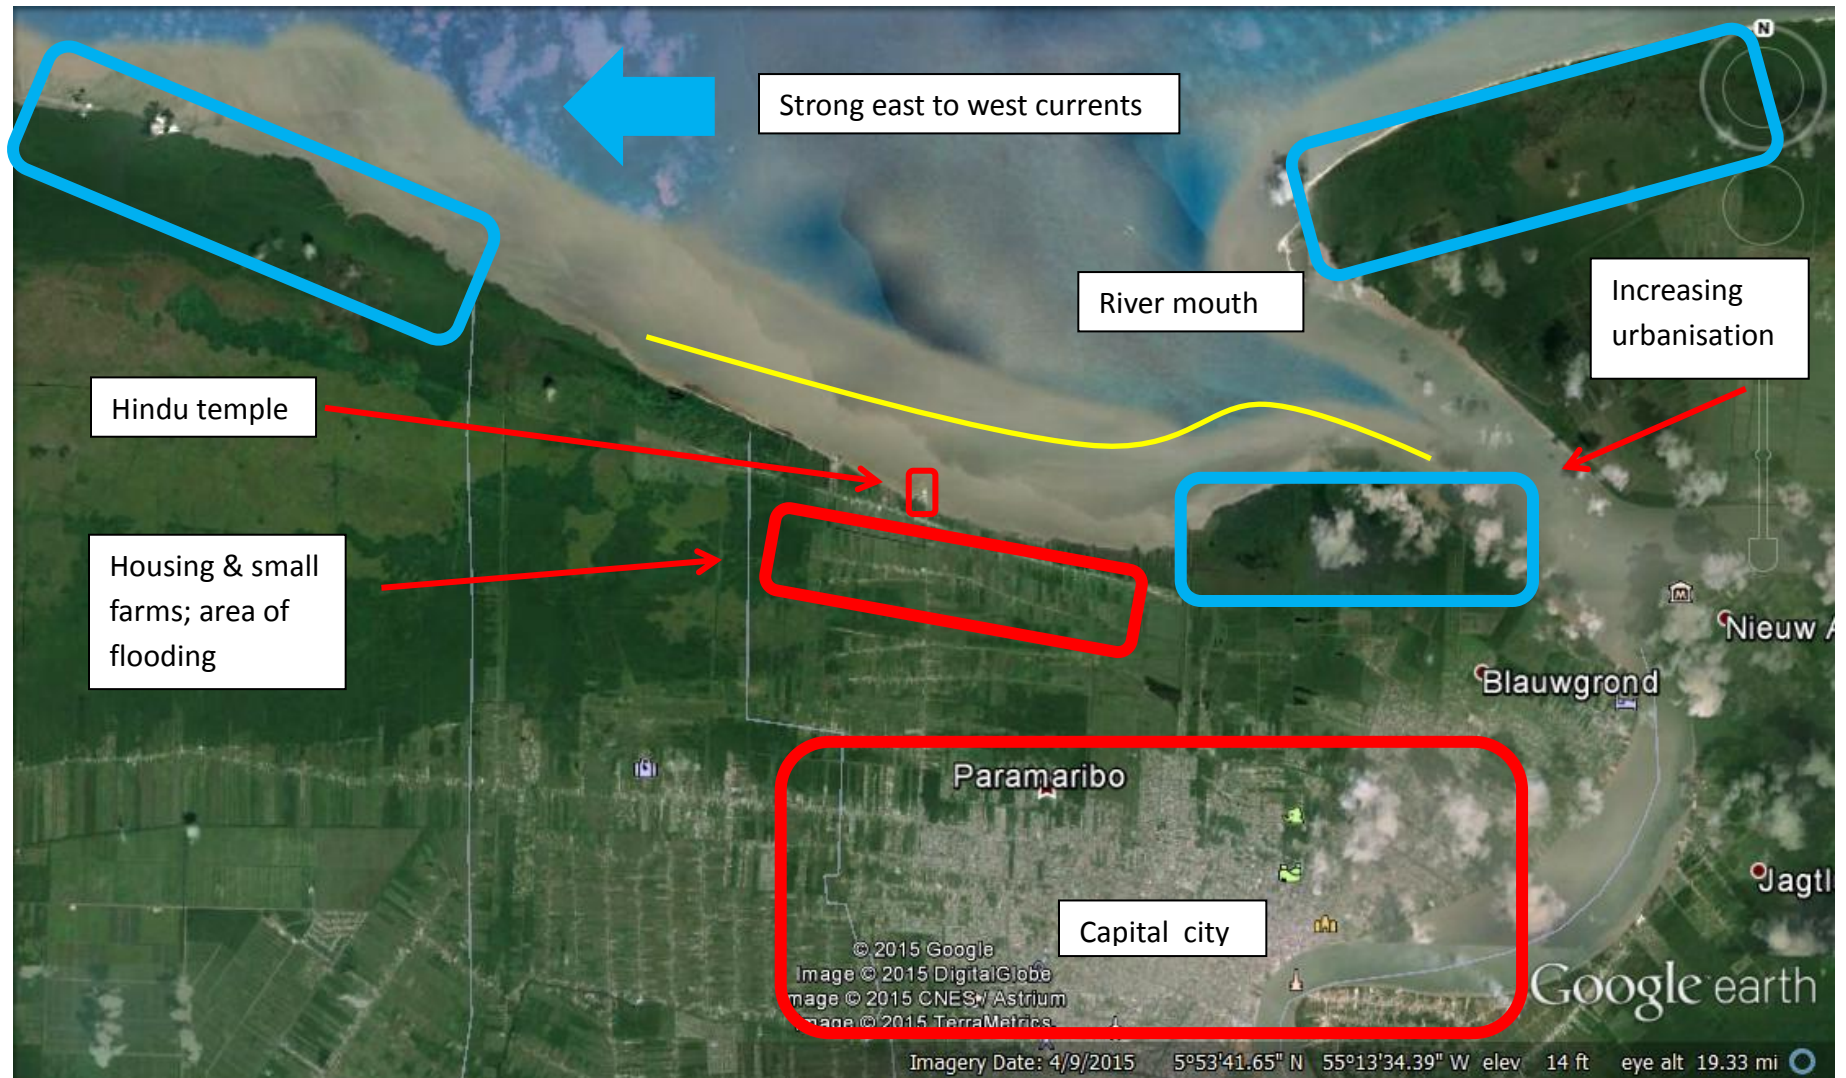 N
Strong east to west currents
River mouth
Increasing
urbanisation
Hindu temple
Housing & small
farms; area of
flooding
Nieuw A
Blauwgrond
Paramaribo
Jagtl
Capital city
© 2015 Google
Image © 2015 DigitalGlobe
mage © 2015 CNES / Astrium
mage © 2015 TerraMetrics
Google earth
Imagery Date: 4/9/2015 5°53'41.65" N 55°13'34.39" W elev 14 ft eye alt 19.33 mi